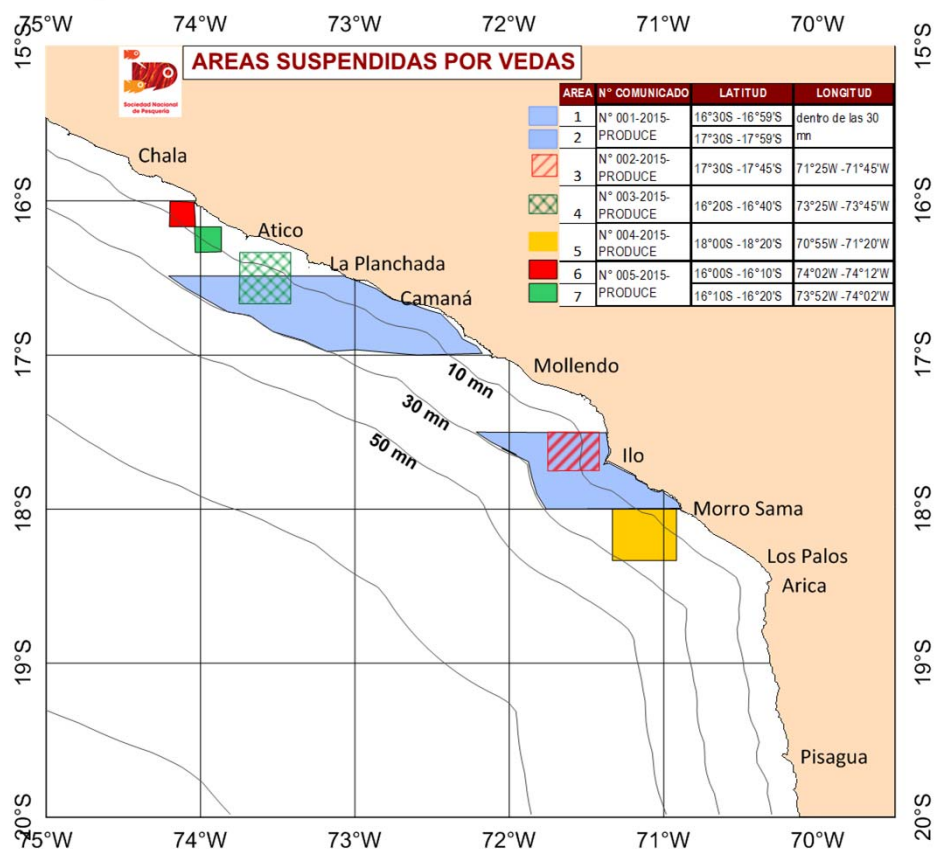 75°W 74°W 73°W 72°W 71°W 70°W
15°S 15°S
Sociedad Nacional
de Pesquería
AREAS SUSPENDIDAS POR VEDAS
AREA N° COMUNICADO LATITUD LONGITUD
1 N° 001-2015-PRODUCE 16°30S -16°59'S dentro de las 30 mn
2 17°30S -17°59'S
3 N° 002-2015-PRODUCE 17°30S -17°45'S 71°25W -71°45'W
4 N° 003-2015-PRODUCE 16°20S -16°40'S 73°25W -73°45'W
5 N° 004-2015-PRODUCE 18°00S -18°20'S 70°55W -71°20'W
6 N° 005-2015-PRODUCE 16°00S -16°10'S 74°02W -74°12'W
7 16°10S -16°20'S 73°52W -74°02'W
Chala
16°S 16°S
Atico
La Planchada
Camaná
17°S 17°S
Mollendo
10 mn
30 mn
50 mn
Ilo
18°S 18°S
Morro Sama
Los Palos
Arica
19°S 19°S
Pisagua
20°S 20°S
75°W 74°W 73°W 72°W 71°W 70°W